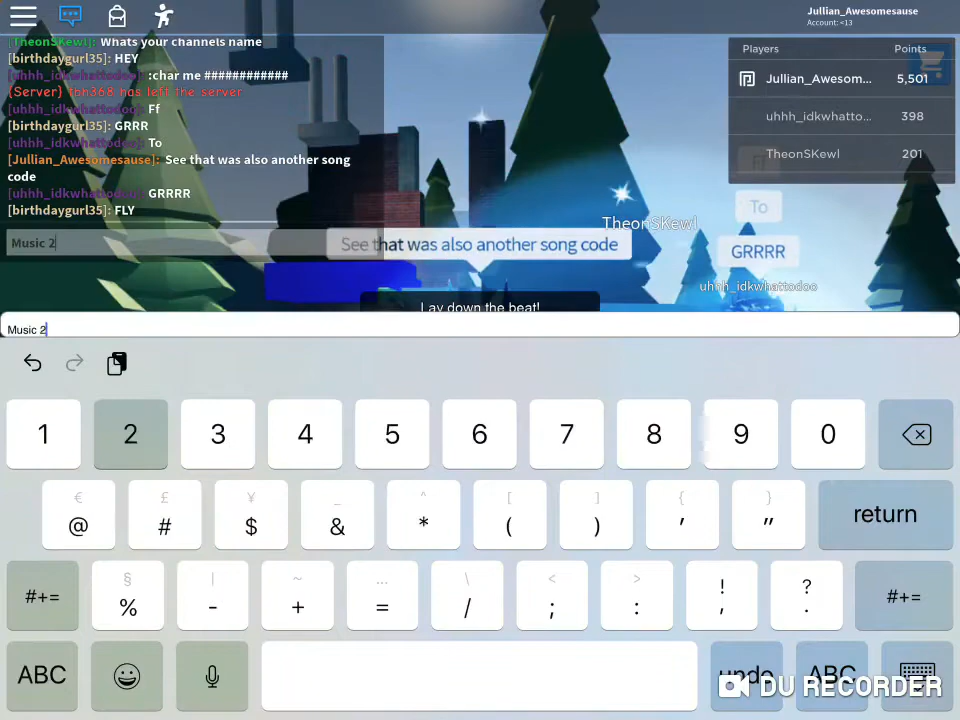 Jullian_Awesomesause
Account: <13
[TheonSKewl]: Whats your channels name
[birthdaygurl35]: HEY
[uhhh_idkwhattodoo]: :char me ############
{Server} tbh368 has left the server
[uhhh_idkwhattodoo]: Ff
[birthdaygurl35]: GRRR
[uhhh_idkwhattodoo]: To
[Jullian_Awesomesause]: See that was also another song
code
[uhhh_idkwhattodoo]: GRRRR
[birthdaygurl35]: FLY
Music 2
Players Points
Jullian_Awesom... 5,501
uhhh_idkwhatto... 398
TheonSKewl 201
Ff
To
TheonSKewl
See that was also another song code
GRRRR
uhhh_idkwhattodoo
Lay down the beat!
Music 2
1 2 3 4 5 6 7 8 9 0
€ £ ¥ _ ^ [ ] { }
@ # $ & * ( ) ' "
return
§ | ~ ... \ < > ! ?
#+= % - + = / ; : , . #+=
ABC undo ABC
DU RECORDER